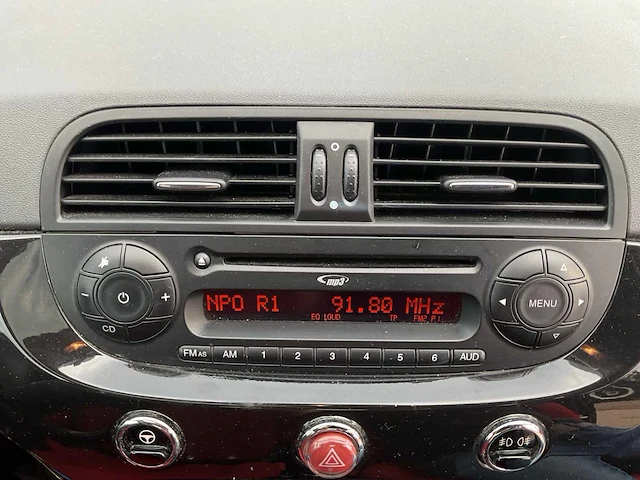 mp3
NPO R1 91.80 MHz
EQ LOUD TP FM2 P1
CD
MENU
FM AS AM 1 2 3 4 5 6 AUD